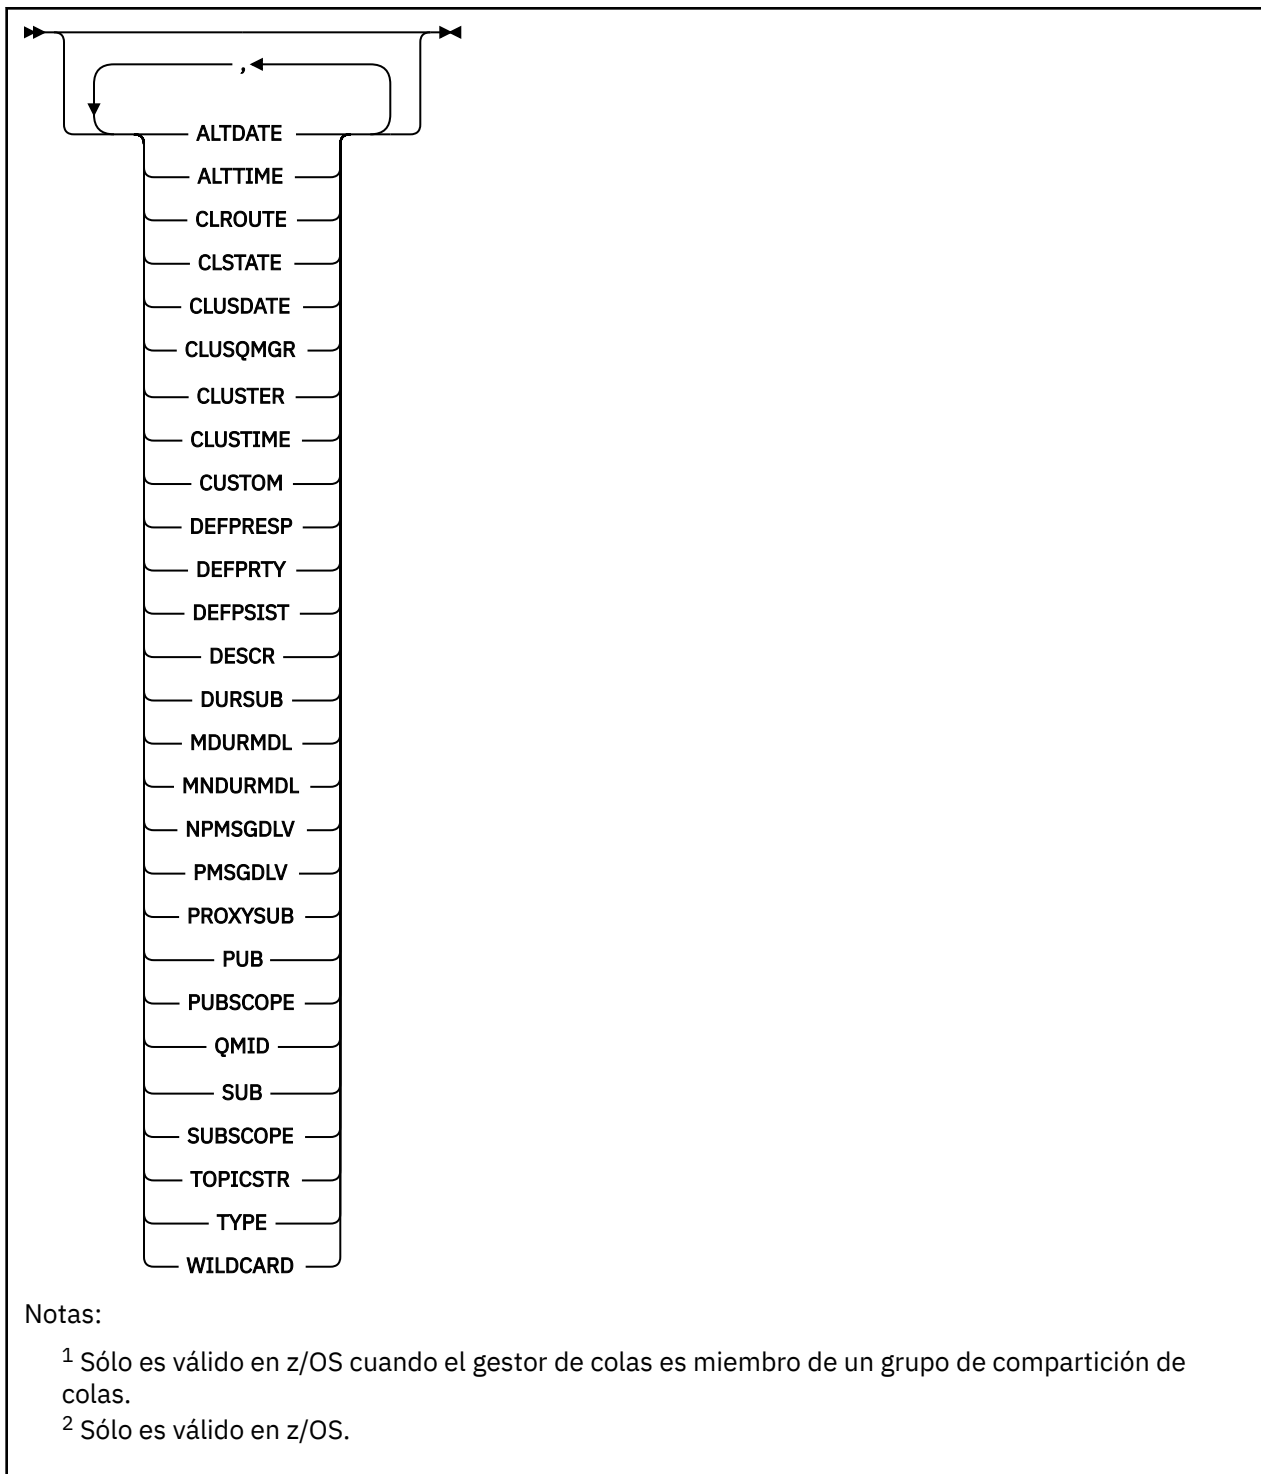 ,
ALTDATE
ALTTIME
CLROUTE
CLSTATE
CLUSDATE
CLUSQMGR
CLUSTER
CLUSTIME
CUSTOM
DEFPRESP
DEFPRTY
DEFPSIST
DESCR
DURSUB
MDURMDL
MNDURMDL
NPMSGDLV
PMSGDLV
PROXYSUB
PUB
PUBSCOPE
QMID
SUB
SUBSCOPE
TOPICSTR
TYPE
WILDCARD
Notas:
1 Sólo es válido en z/OS cuando el gestor de colas es miembro de un grupo de compartición de
colas.
2 Sólo es válido en z/OS.